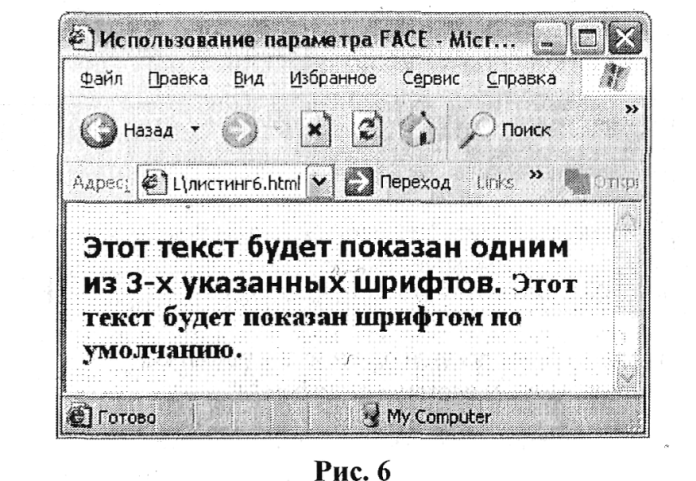 Использование параметра FACE - Micr...
Файл Правка Вид Избранное Сервис Справка
Назад Поиск »
Адрес: L\листинг6.html Переход Links »
Этот текст будет показан одним
из 3-х указанных шрифтов. Этот
текст будет показан шрифтом по
умолчанию.
Готово My Computer
Рис. 6